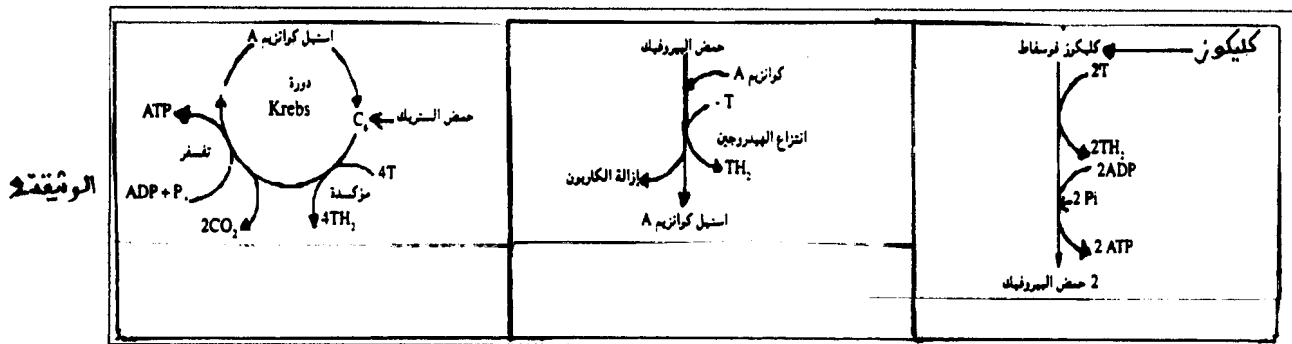 كليكوز
كليكوز فوسفاط
2T
2TH2
2ADP
2 Pi
2 ATP
2 حمض البيروفيك
حمض البيروفيك
كوانزيم A
T
انتزاع الهيدروجين
TH2
إزالة الكاربون
استيل كوانزيم A
استيل كوانزيم A
دورة
Krebs
C6
حمض الستريك
4T
مؤكسدة
4TH2
2CO2
ADP + Pi
تفسفر
ATP
الوثيقة